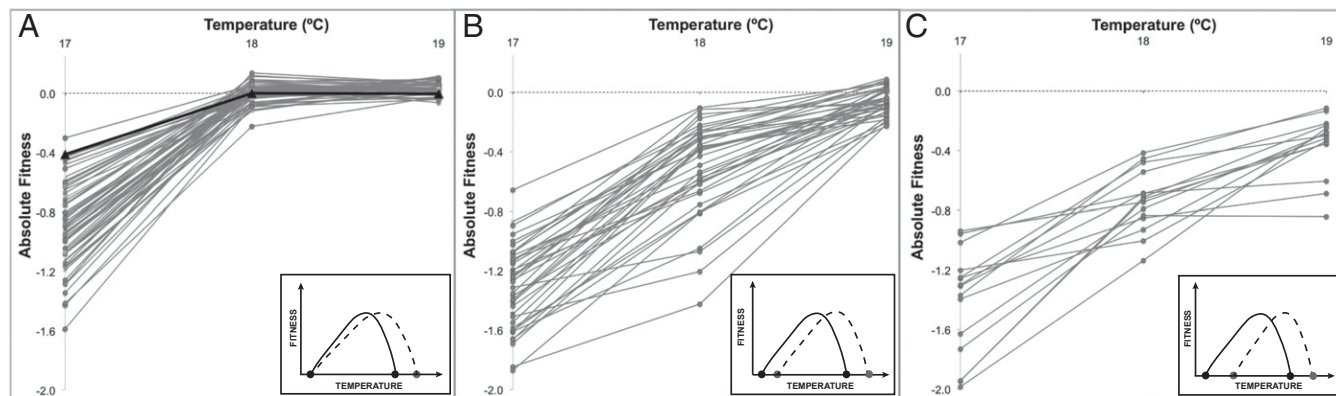 A
Temperature (ºC)
17 18 19
0.0
-0.4
-0.8
-1.2
-1.6
-2.0
Absolute Fitness
FITNESS
TEMPERATURE
B
Temperature (ºC)
17 18 19
0.0
-0.4
-0.8
-1.2
-1.6
-2.0
Absolute Fitness
FITNESS
TEMPERATURE
C
Temperature (ºC)
17 18 19
0.0
-0.4
-0.8
-1.2
-1.6
-2.0
Absolute Fitness
FITNESS
TEMPERATURE